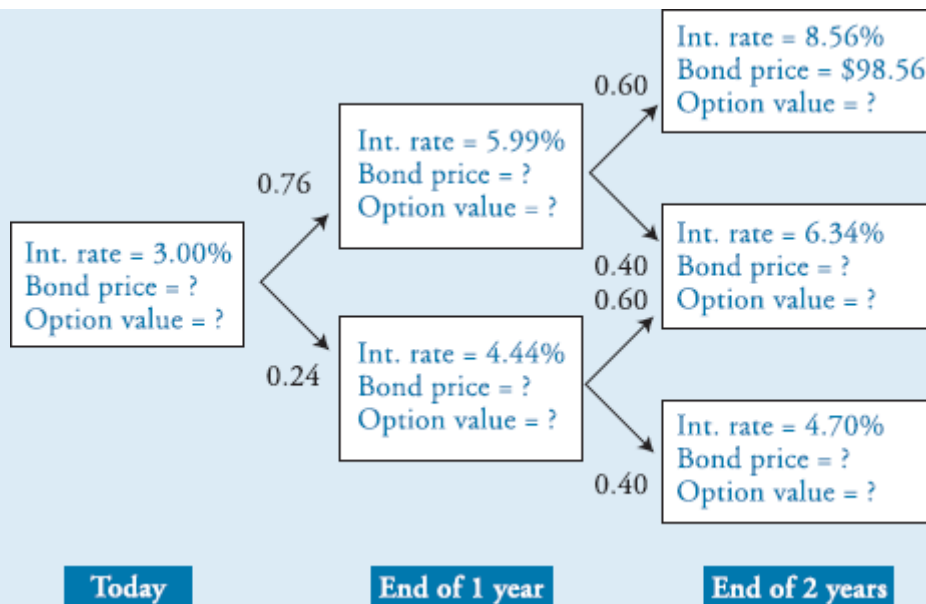 Int. rate = 8.56%
Bond price = $98.56
Option value = ?
0.60
Int. rate = 5.99%
Bond price = ?
Option value = ?
0.76
Int. rate = 6.34%
Bond price = ?
Option value = ?
0.40
0.60
Int. rate = 3.00%
Bond price = ?
Option value = ?
Int. rate = 4.44%
Bond price = ?
Option value = ?
0.24
Int. rate = 4.70%
Bond price = ?
Option value = ?
0.40
Today
End of 1 year
End of 2 years